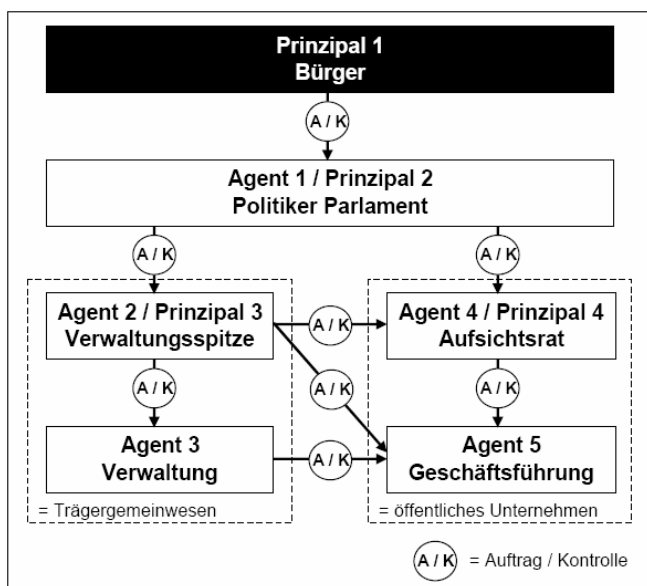 Prinzipal 1
Bürger
A / K
Agent 1 / Prinzipal 2
Politiker Parlament
A / K
A / K
Agent 2 / Prinzipal 3
Verwaltungsspitze
A / K
Agent 4 / Prinzipal 4
Aufsichtsrat
A / K
A / K
A / K
Agent 3
Verwaltung
A / K
Agent 5
Geschäftsführung
= Trägergemeinwesen
= öffentliches Unternehmen
A / K = Auftrag / Kontrolle